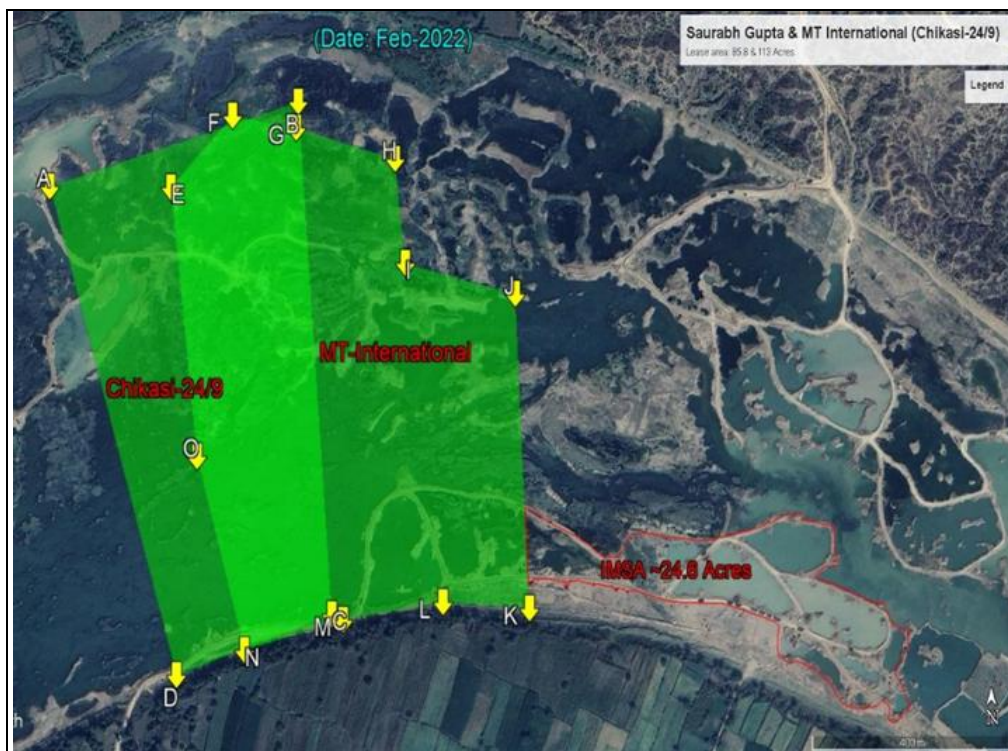 (Date: Feb-2022)
Saurabh Gupta & MT International (Chikasi-24/9)
Lease area: 85.8 & 113 Acres
Legend
F
B
G
H
A
E
I
J
MT-International
Chikasi-24/9
O
IMSA ~24.6 Acres
L
K
M
C
N
D
N
400 m